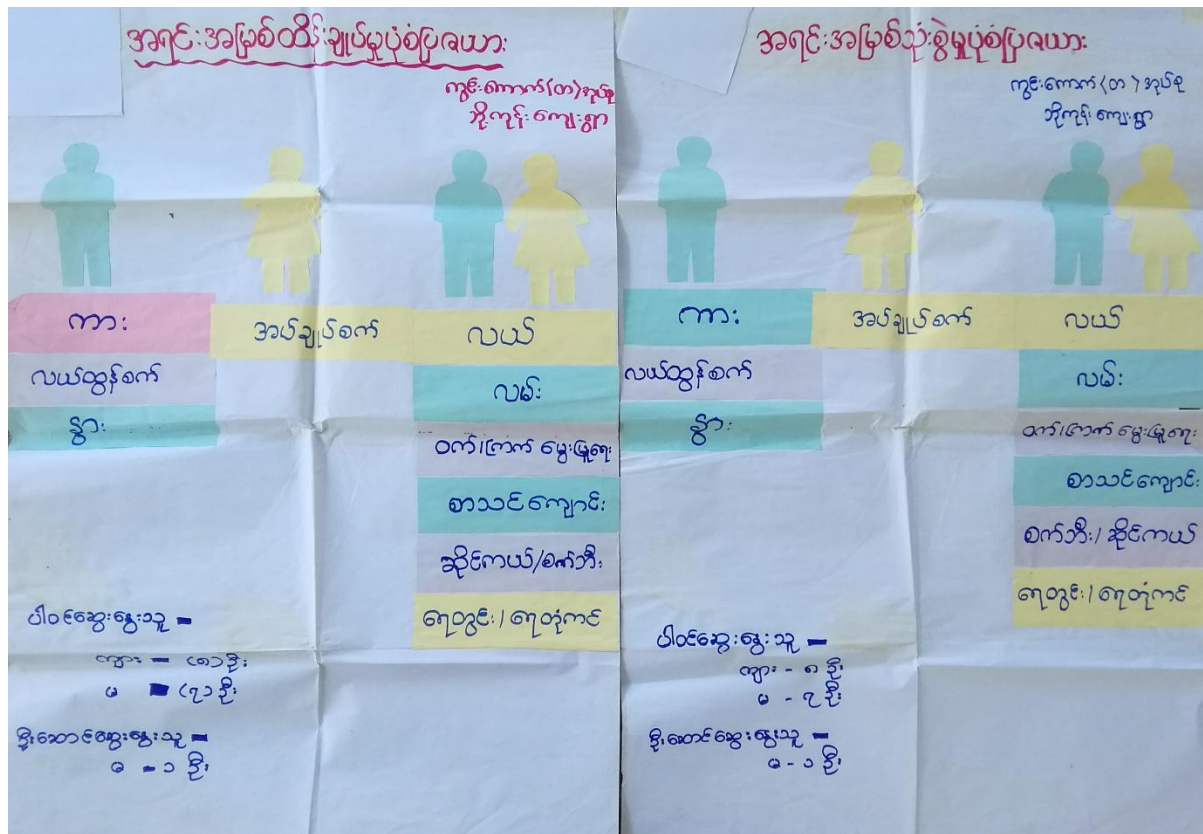 အရင်းအမြစ်ထိန်းချုပ်မှုပုံစံပြဇယား
ကွင်းကောက်(တ)အုပ်စု
ဘိုကုန်းကျေးရွာ
ကား
အပ်ချုပ်စက်
လယ်
လယ်ထွန်စက်
လမ်း
နွား
ဝက်/ကြက် မွေးမြူရေး
စာသင်ကျောင်း
ဆိုင်ကယ်/စက်ဘီး
ရေတွင်း/ရေတုံကင်
ပါဝင်ဆွေးနွေးသူ –
ကျား – (၈) ဦး
မ – (၇) ဦး
ဦးဆောင်ဆွေးနွေးသူ –
မ – ၁ ဦး
အရင်းအမြစ်သုံးစွဲမှုပုံစံပြဇယား
ကွင်းကောက်(တ)အုပ်စု
ဘိုကုန်းကျေးရွာ
ကား
အပ်ချုပ်စက်
လယ်
လယ်ထွန်စက်
လမ်း
နွား
ဝက်/ကြက် မွေးမြူရေး
စာသင်ကျောင်း
စက်ဘီး/ဆိုင်ကယ်
ရေတွင်း/ရေတုံကင်
ပါဝင်ဆွေးနွေးသူ –
ကျား - ၈ ဦး
မ - ၇ ဦး
ဦးဆောင်ဆွေးနွေးသူ –
မ - ၁ ဦး